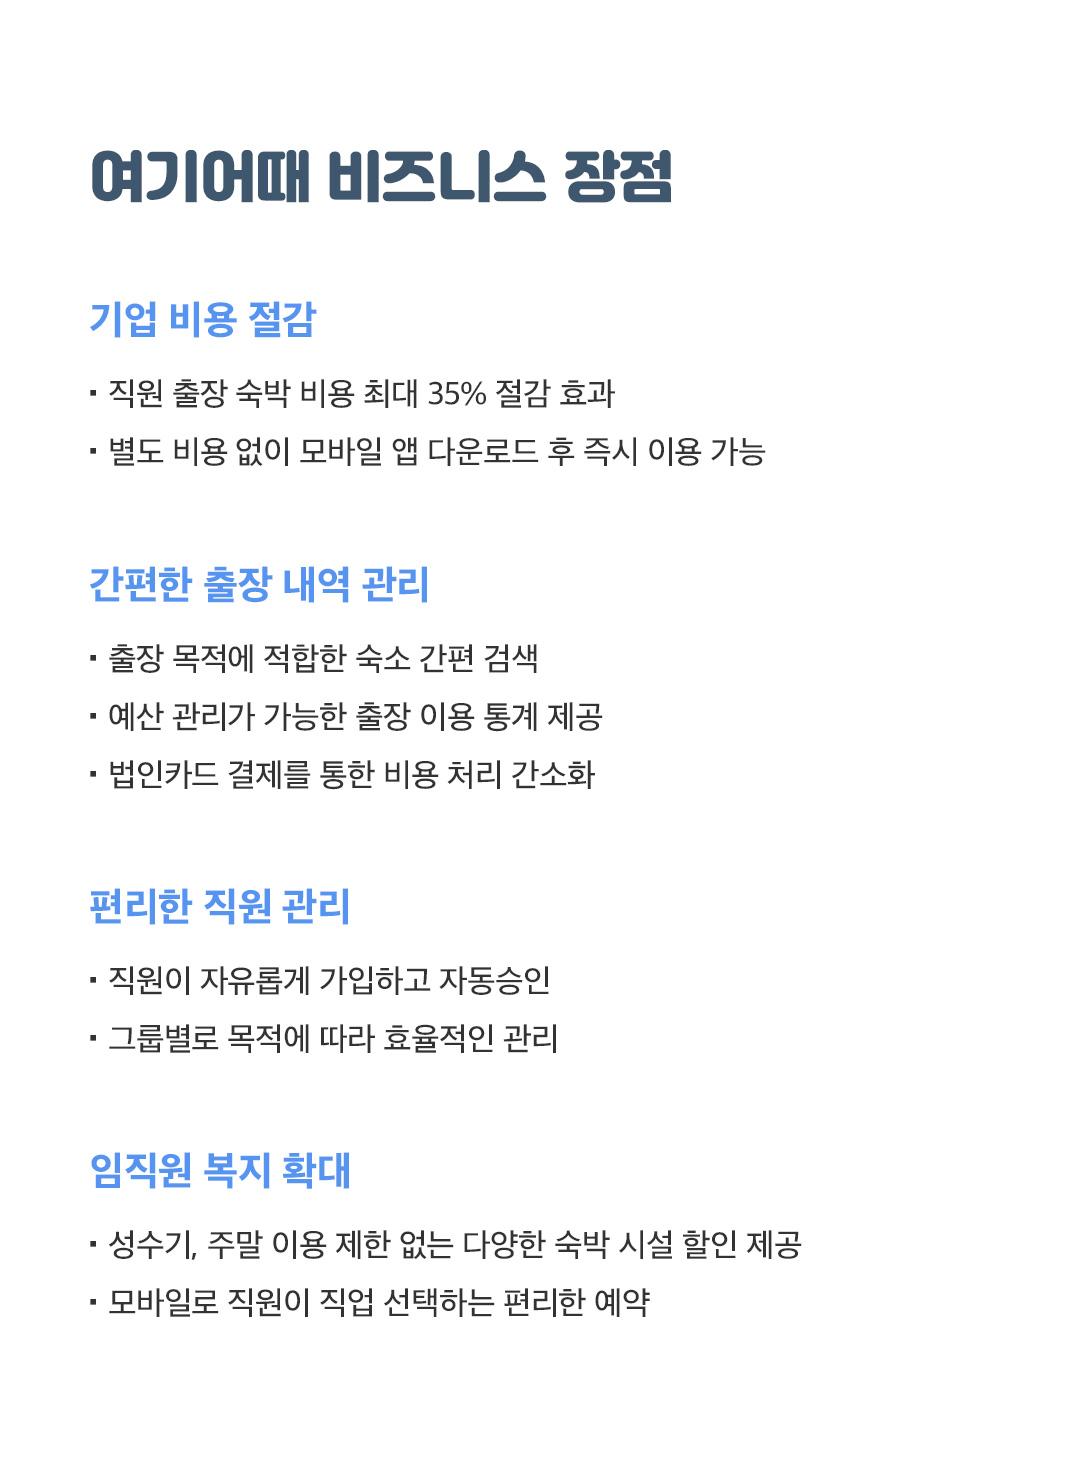 여기어때 비즈니스 장점
기업 비용 절감
▪ 직원 출장 숙박 비용 최대 35% 절감 효과
▪ 별도 비용 없이 모바일 앱 다운로드 후 즉시 이용 가능
간편한 출장 내역 관리
▪ 출장 목적에 적합한 숙소 간편 검색
▪ 예산 관리가 가능한 출장 이용 통계 제공
▪ 법인카드 결제를 통한 비용 처리 간소화
편리한 직원 관리
▪ 직원이 자유롭게 가입하고 자동승인
▪ 그룹별로 목적에 따라 효율적인 관리
임직원 복지 확대
▪ 성수기, 주말 이용 제한 없는 다양한 숙박 시설 할인 제공
▪ 모바일로 직원이 직업 선택하는 편리한 예약